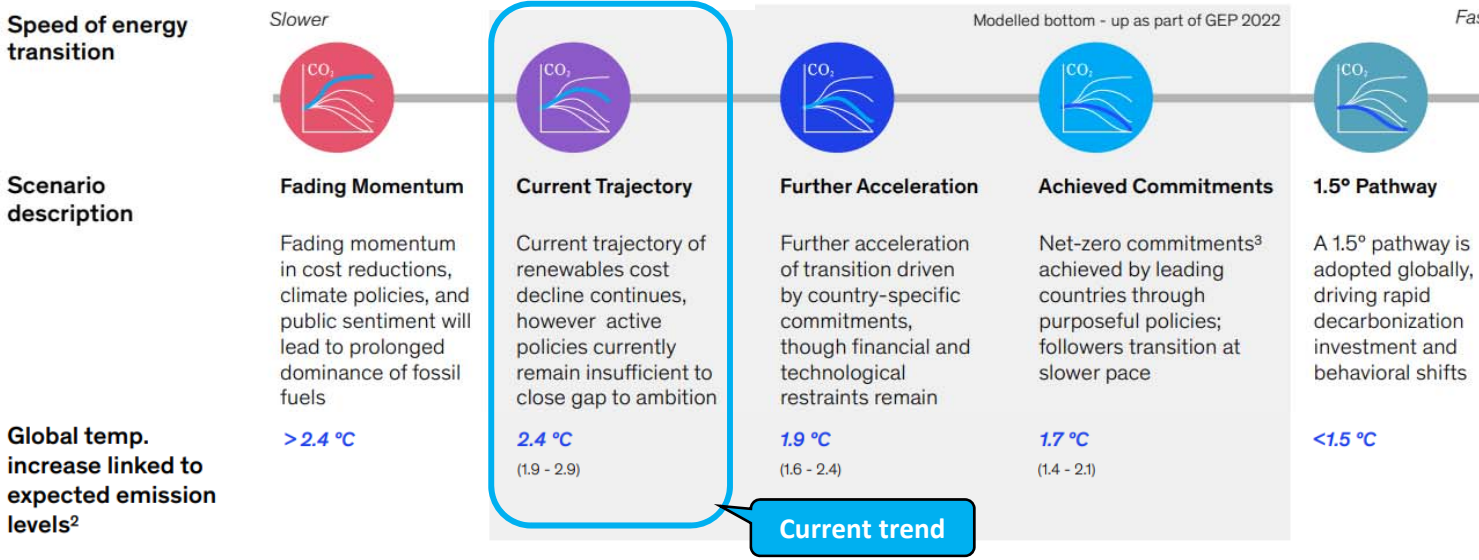 Speed of energy
transition
Slower
Modelled bottom - up as part of GEP 2022
Fas
CO₂
CO₂
CO₂
CO₂
CO₂
Scenario
description
Fading Momentum
Fading momentum
in cost reductions,
climate policies, and
public sentiment will
lead to prolonged
dominance of fossil
fuels
Current Trajectory
Current trajectory of
renewables cost
decline continues,
however active
policies currently
remain insufficient to
close gap to ambition
Further Acceleration
Further acceleration
of transition driven
by country-specific
commitments,
though financial and
technological
restraints remain
Achieved Commitments
Net-zero commitments³
achieved by leading
countries through
purposeful policies;
followers transition at
slower pace
1.5º Pathway
A 1.5º pathway is
adopted globally,
driving rapid
decarbonization
investment and
behavioral shifts
Global temp.
increase linked to
expected emission
levels²
> 2.4 ºC
2.4 ºC
(1.9 - 2.9)
1.9 ºC
(1.6 - 2.4)
1.7 ºC
(1.4 - 2.1)
<1.5 ºC
Current trend